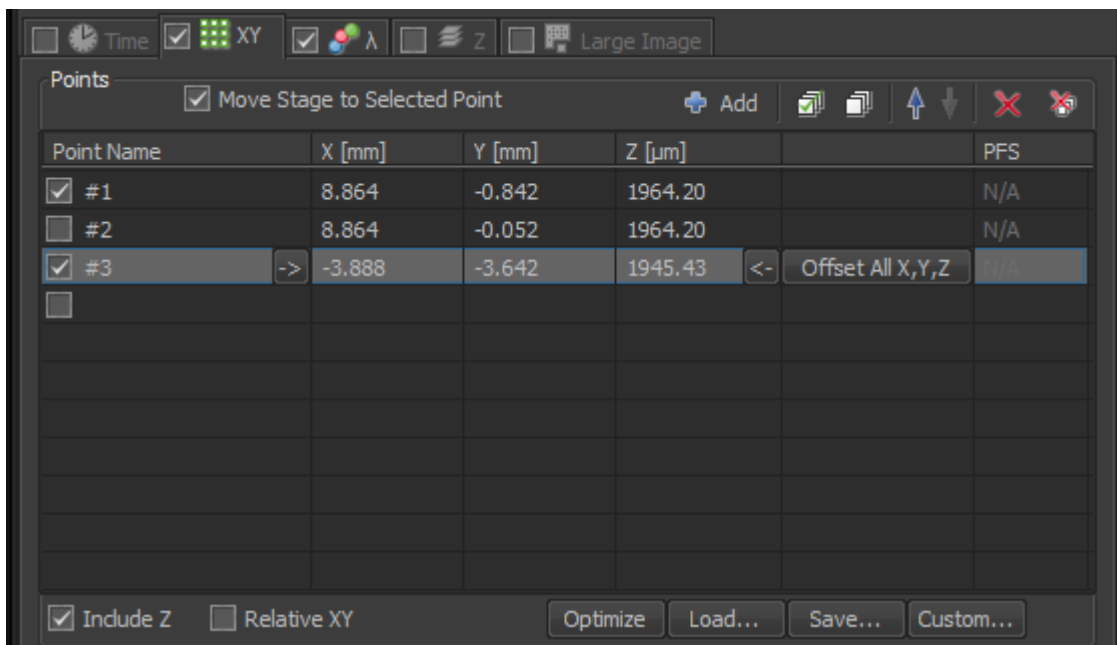 Time XY λ Z Large Image
Points
Move Stage to Selected Point Add
Point Name X [mm] Y [mm] Z [µm] PFS
#1 8.864 -0.842 1964.20 N/A
#2 8.864 -0.052 1964.20 N/A
#3 -> -3.888 -3.642 1945.43 <- Offset All X,Y,Z N/A
Include Z Relative XY Optimize Load... Save... Custom...